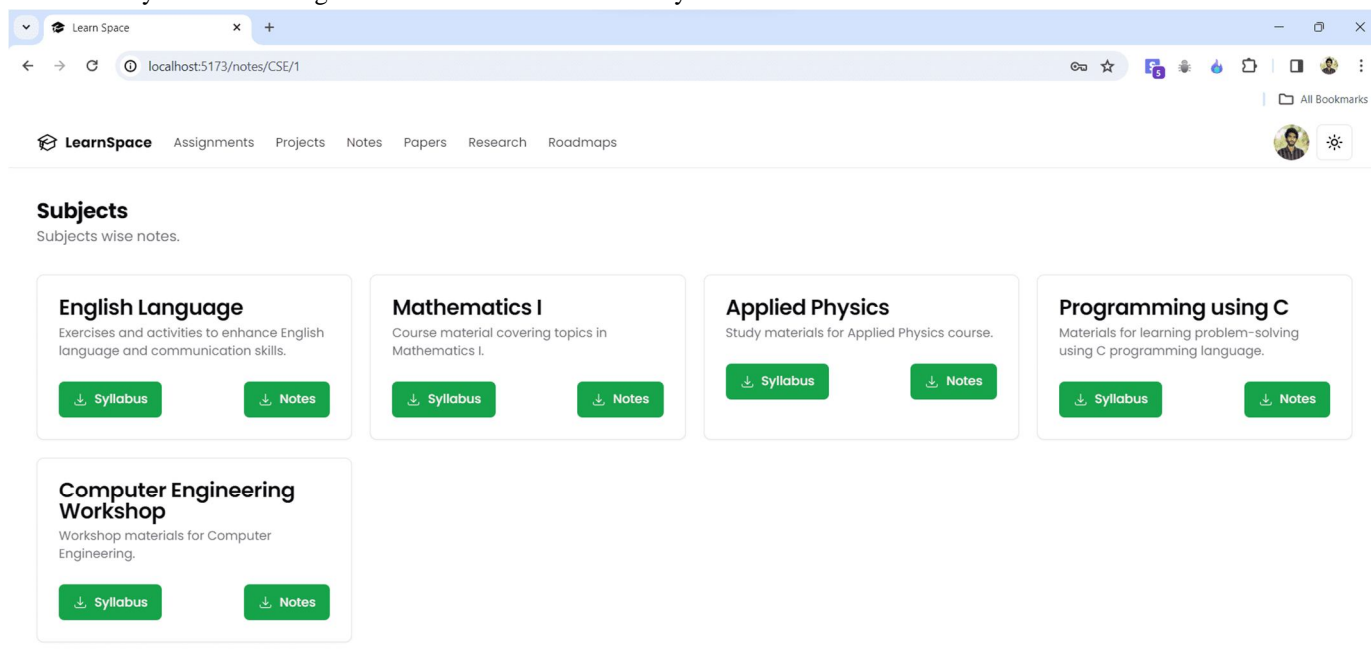 Learn Space
localhost:5173/notes/CSE/1
5
All Bookmarks
LearnSpace Assignments Projects Notes Papers Research Roadmaps
Subjects
Subjects wise notes.
English Language
Exercises and activities to enhance English
language and communication skills.
Syllabus Notes
Mathematics I
Course material covering topics in
Mathematics I.
Syllabus Notes
Applied Physics
Study materials for Applied Physics course.
Syllabus Notes
Programming using C
Materials for learning problem-solving
using C programming language.
Syllabus Notes
Computer Engineering
Workshop
Workshop materials for Computer
Engineering.
Syllabus Notes